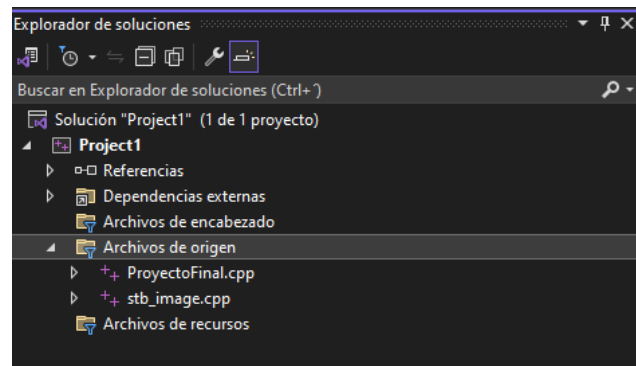 Explorador de soluciones
Buscar en Explorador de soluciones (Ctrl+´)
Solución "Project1" (1 de 1 proyecto)
Project1
Referencias
Dependencias externas
Archivos de encabezado
Archivos de origen
ProyectoFinal.cpp
stb_image.cpp
Archivos de recursos